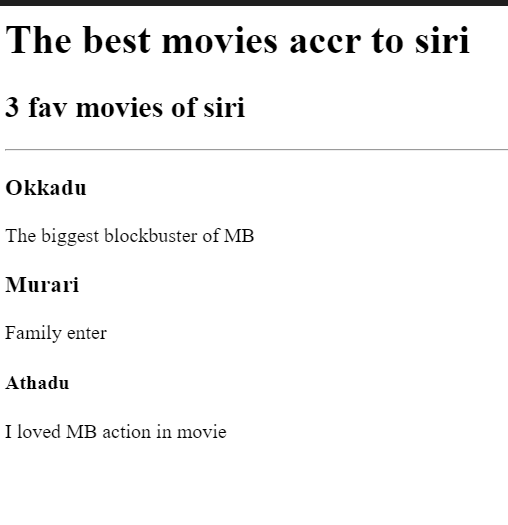 The best movies accr to siri
3 fav movies of siri
Okkadu
The biggest blockbuster of MB
Murari
Family enter
Athadu
I loved MB action in movie